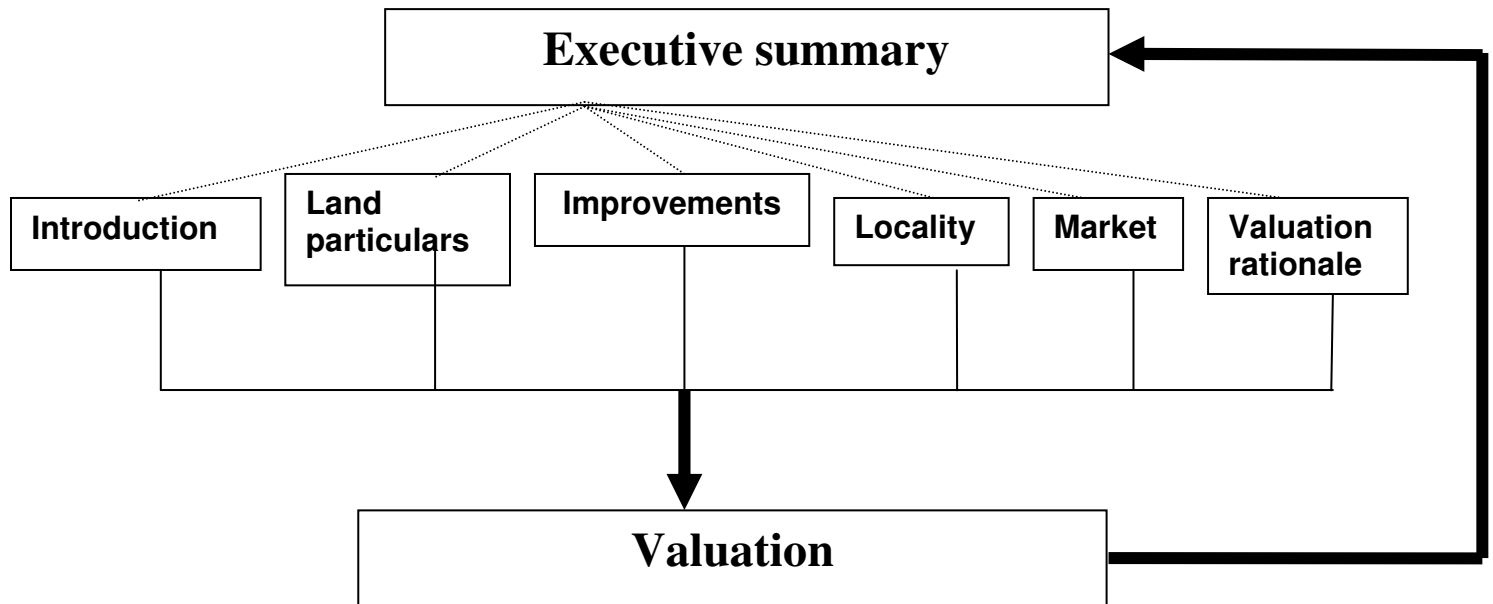 Executive summary
Introduction
Land
particulars
Improvements
Locality
Market
Valuation
rationale
Valuation